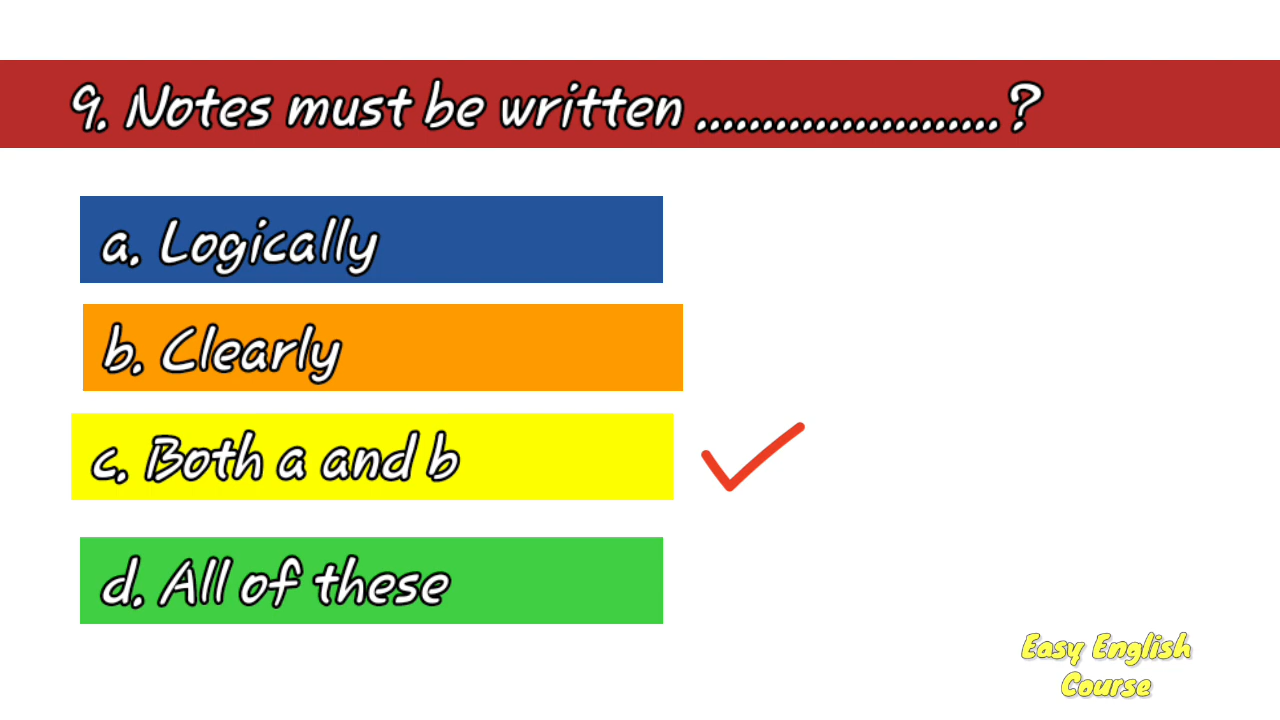 9. Notes must be written .......................?
a. Logically
b. Clearly
c. Both a and b
d. All of these
Easy English
Course